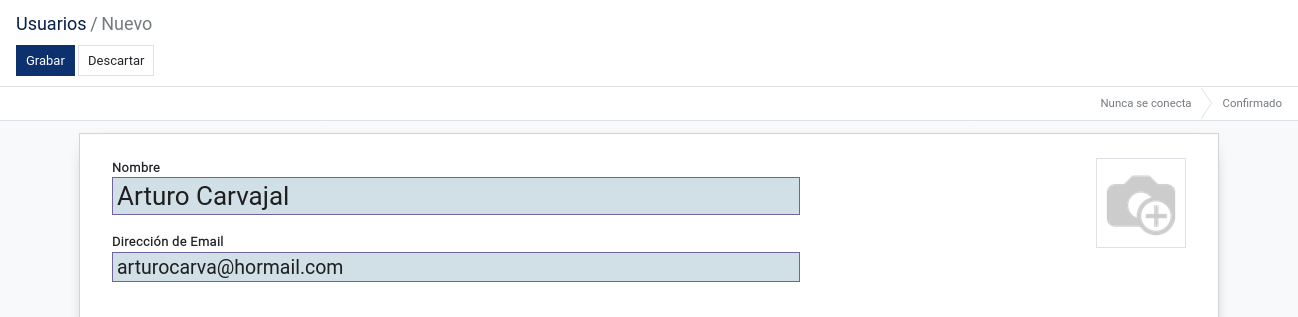 Usuarios / Nuevo
Grabar Descartar
Nunca se conecta Confirmado
Nombre
Arturo Carvajal
Dirección de Email
arturocarva@hormail.com